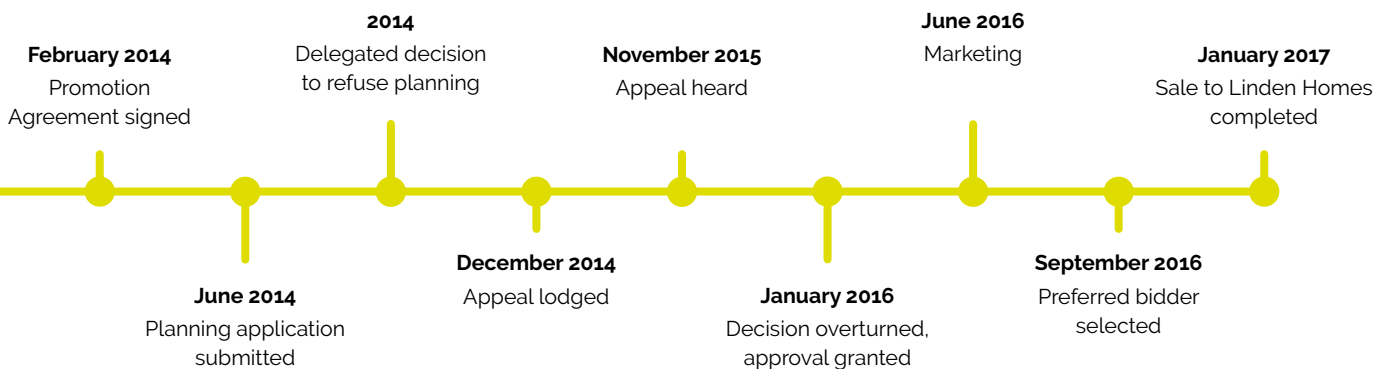 February 2014
Promotion
Agreement signed
June 2014
Planning application
submitted
2014
Delegated decision
to refuse planning
December 2014
Appeal lodged
November 2015
Appeal heard
January 2016
Decision overturned,
approval granted
June 2016
Marketing
September 2016
Preferred bidder
selected
January 2017
Sale to Linden Homes
completed